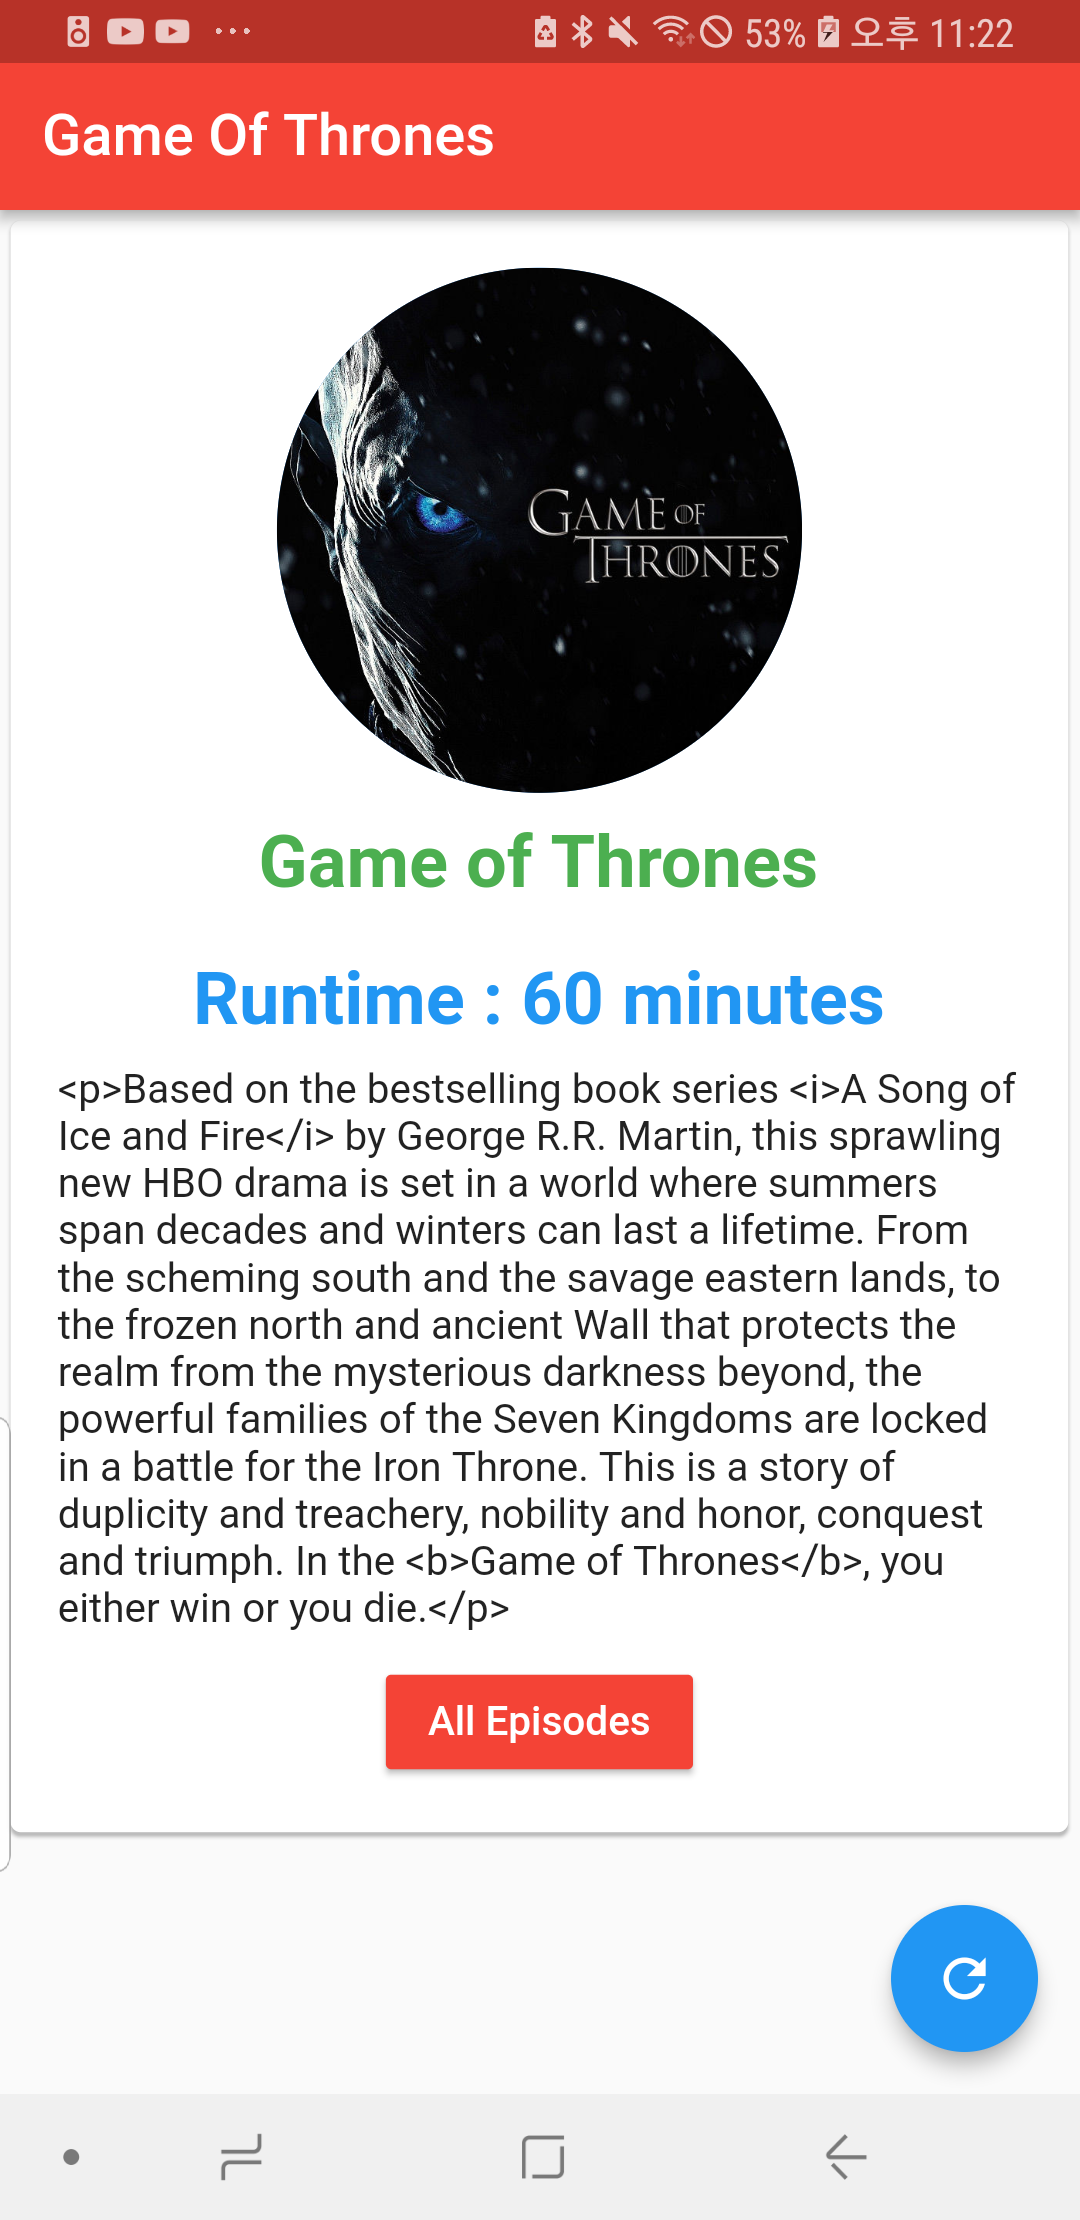 53% 오후 11:22
Game Of Thrones
GAME OF
THRONES
Game of Thrones
Runtime : 60 minutes
<p>Based on the bestselling book series <i>A Song of
Ice and Fire</i> by George R.R. Martin, this sprawling
new HBO drama is set in a world where summers
span decades and winters can last a lifetime. From
the scheming south and the savage eastern lands, to
the frozen north and ancient Wall that protects the
realm from the mysterious darkness beyond, the
powerful families of the Seven Kingdoms are locked
in a battle for the Iron Throne. This is a story of
duplicity and treachery, nobility and honor, conquest
and triumph. In the <b>Game of Thrones</b>, you
either win or you die.</p>
All Episodes